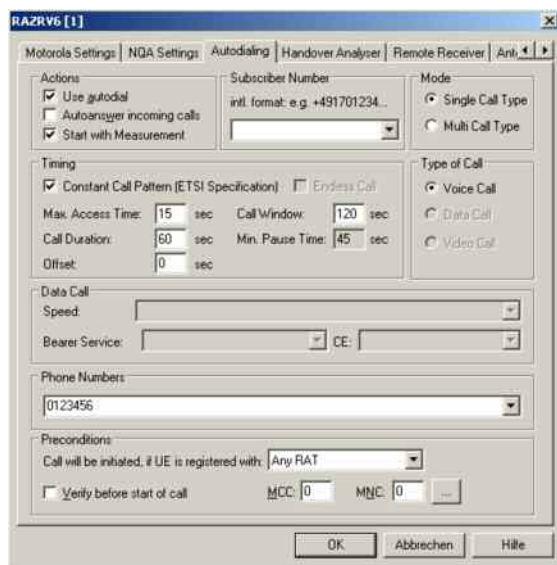 RAZRV6 [1]
Motorola Settings NQA Settings Autodialing Handover Analyser Remote Receiver
Actions
Use autodial
Autoanswer incoming calls
Start with Measurement
Subscriber Number
intl. format: e.g. +491701234...
Mode
Single Call Type
Multi Call Type
Timing
Constant Call Pattern (ETSI Specification) Endless Call
Max. Access Time: 15 sec Call Window: 120 sec
Call Duration: 60 sec Min. Pause Time: 45 sec
Offset: 0 sec
Type of Call
Voice Call
Data Call
Video Call
Data Call
Speed:
Bearer Service: CE:
Phone Numbers
0123456
Preconditions
Call will be initiated, if UE is registered with: Any RAT
Verify before start of call MCC: 0 MNC: 0 ...
OK Abbrechen Hilfe